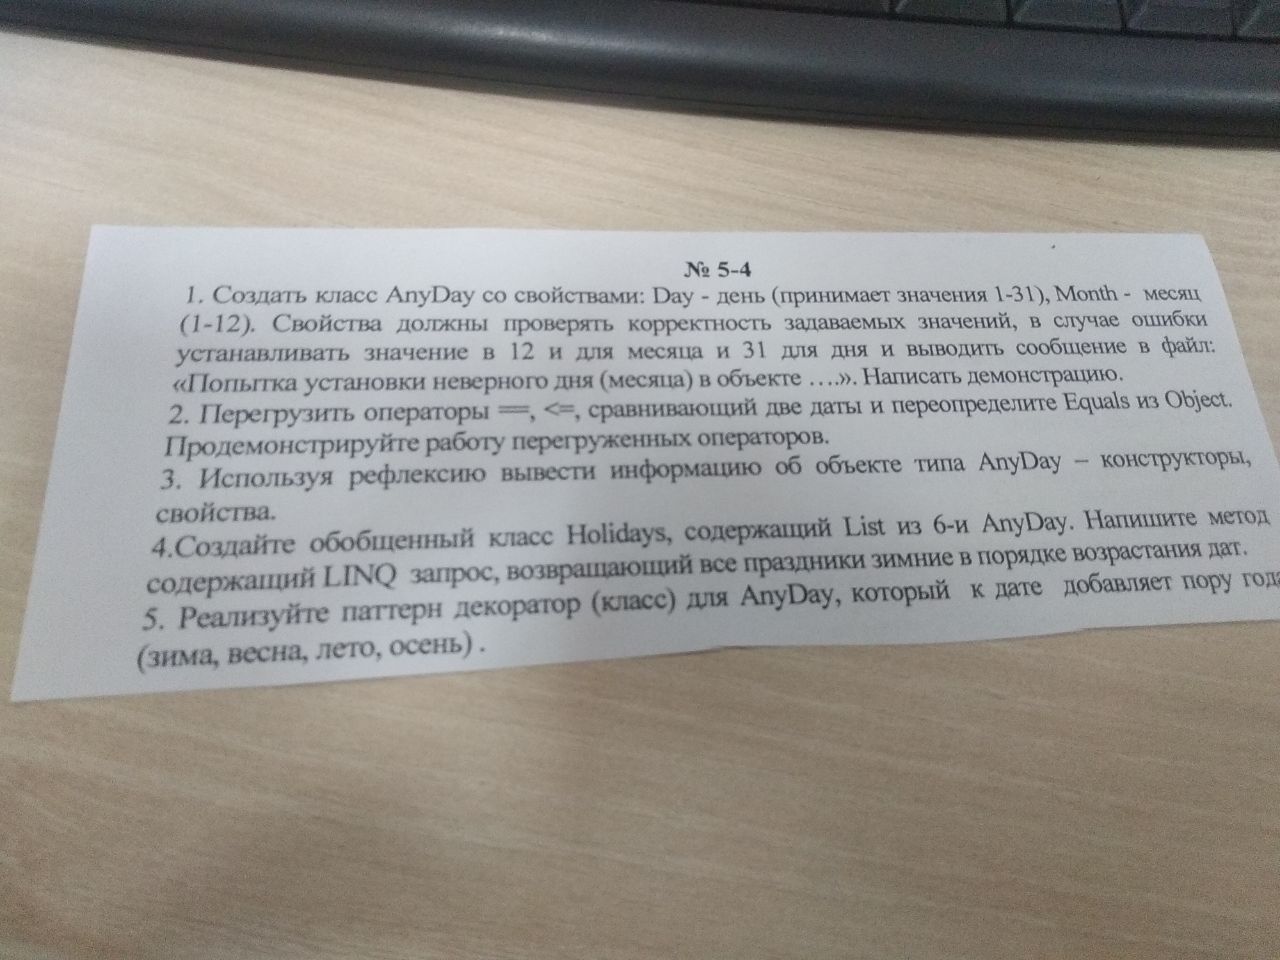 № 5-4
1. Создать класс AnyDay со свойствами: Day - день (принимает значения 1-31), Month - месяц
(1-12). Свойства должны проверять корректность задаваемых значений, в случае ошибки
устанавливать значение в 12 и для месяца и 31 для дня и выводить сообщение в файл:
«Попытка установки неверного дня (месяца) в объекте ….». Написать демонстрацию.
2. Перегрузить операторы ==, <=, сравнивающий две даты и переопределите Equals из Object.
Продемонстрируйте работу перегруженных операторов.
3. Используя рефлексию вывести информацию об объекте типа AnyDay – конструкторы,
свойства.
4.Создайте обобщенный класс Holidays, содержащий List из 6-и AnyDay. Напишите метод
содержащий LINQ запрос, возвращающий все праздники зимние в порядке возрастания дат.
5. Реализуйте паттерн декоратор (класс) для AnyDay, который к дате добавляет пору года
(зима, весна, лето, осень) .